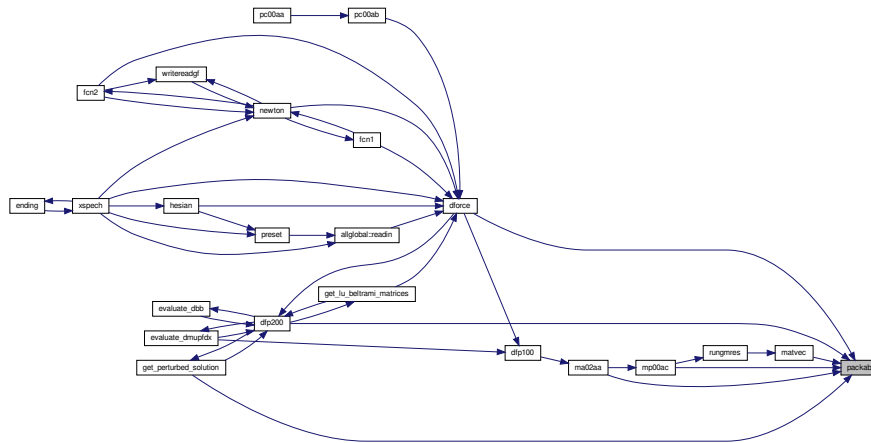 pc00aa
pc00ab
writereadgf
fcn2
newton
fcn1
ending
xspech
hesian
dforce
preset
allglobal::readin
get_lu_beltrami_matrices
evaluate_dbb
dfp200
evaluate_dmupfdx
dfp100
rungmres
matvec
get_perturbed_solution
ma02aa
mp00ac
packab